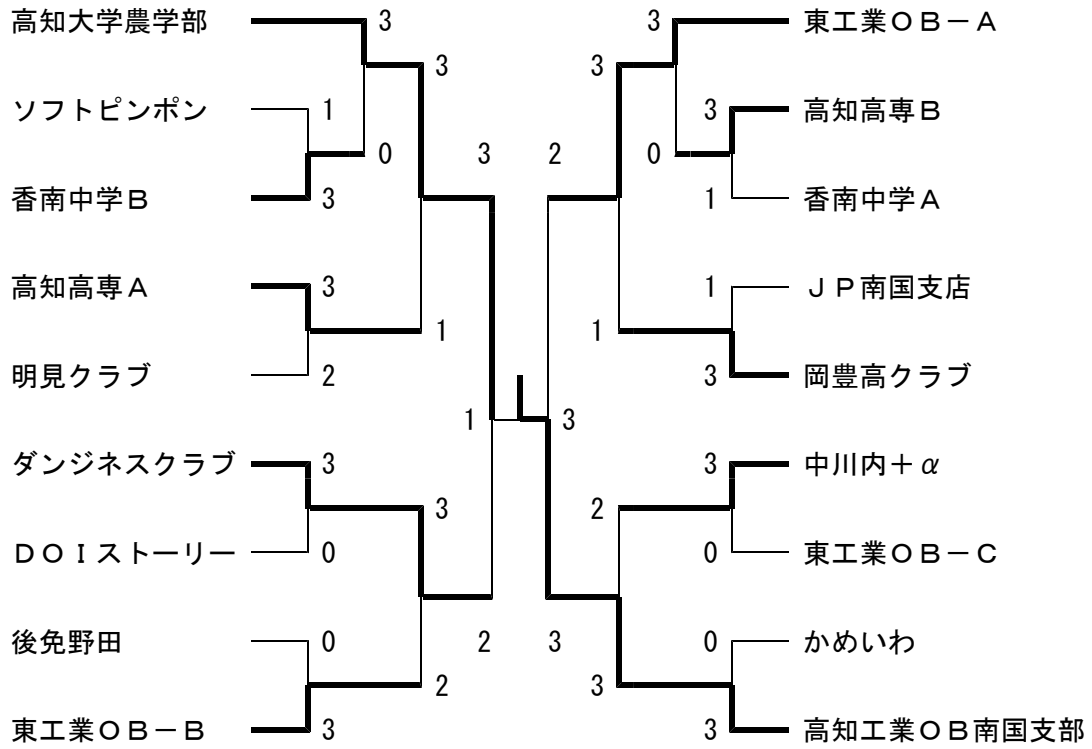 高知大学農学部 3 3 東工業OB－A
3 3
ソフトピンポン 1 3 高知高専B
0 3 2 0
香南中学B 3 1 香南中学A
高知高専A 3 1 JP南国支店
1 1
明見クラブ 2 3 岡豊高クラブ
1 3
ダンジネスクラブ 3 3 中川内＋α
3 2
DOIストーリー 0 0 東工業OB－C
後免野田 0 2 3 0 かめいわ
2 3
東工業OB－B 3 3 高知工業OB南国支部